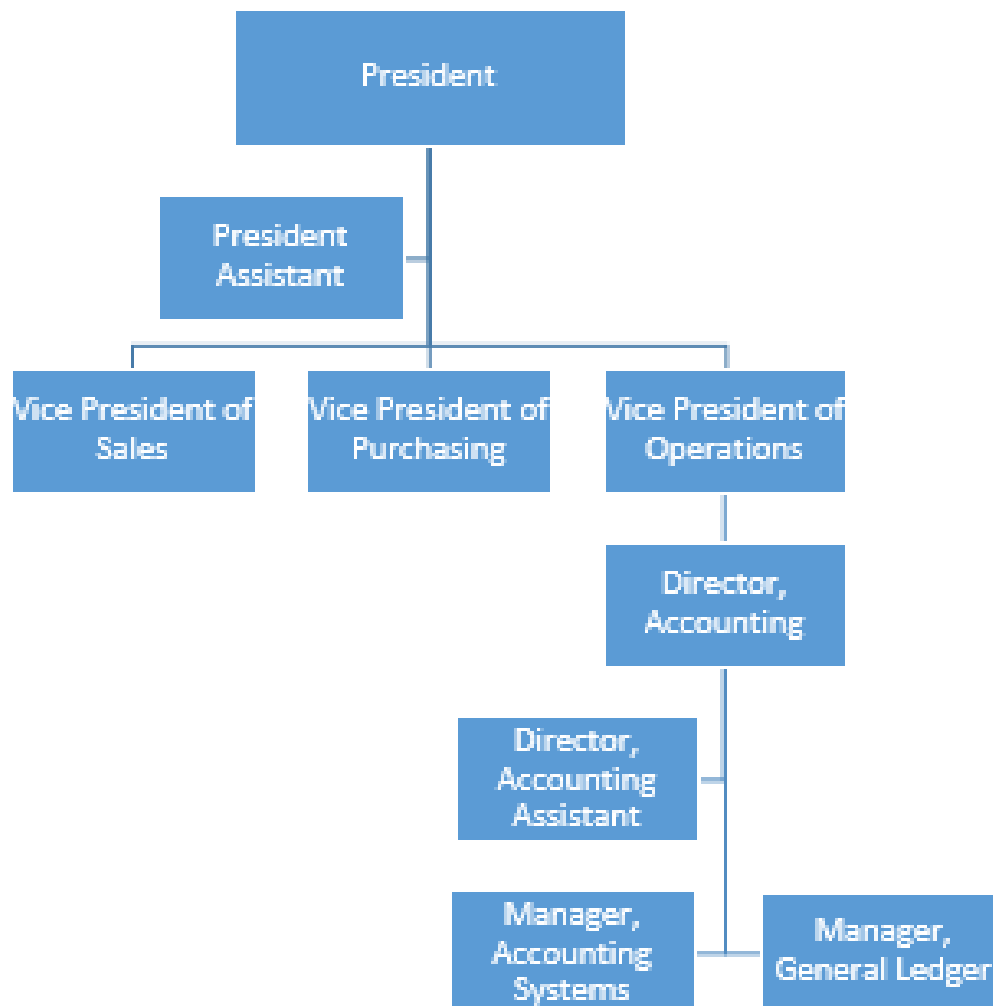 President
President
Assistant
Vice President of
Sales
Vice President of
Purchasing
Vice President of
Operations
Director,
Accounting
Director,
Accounting
Assistant
Manager,
Accounting
Systems
Manager,
General Ledger